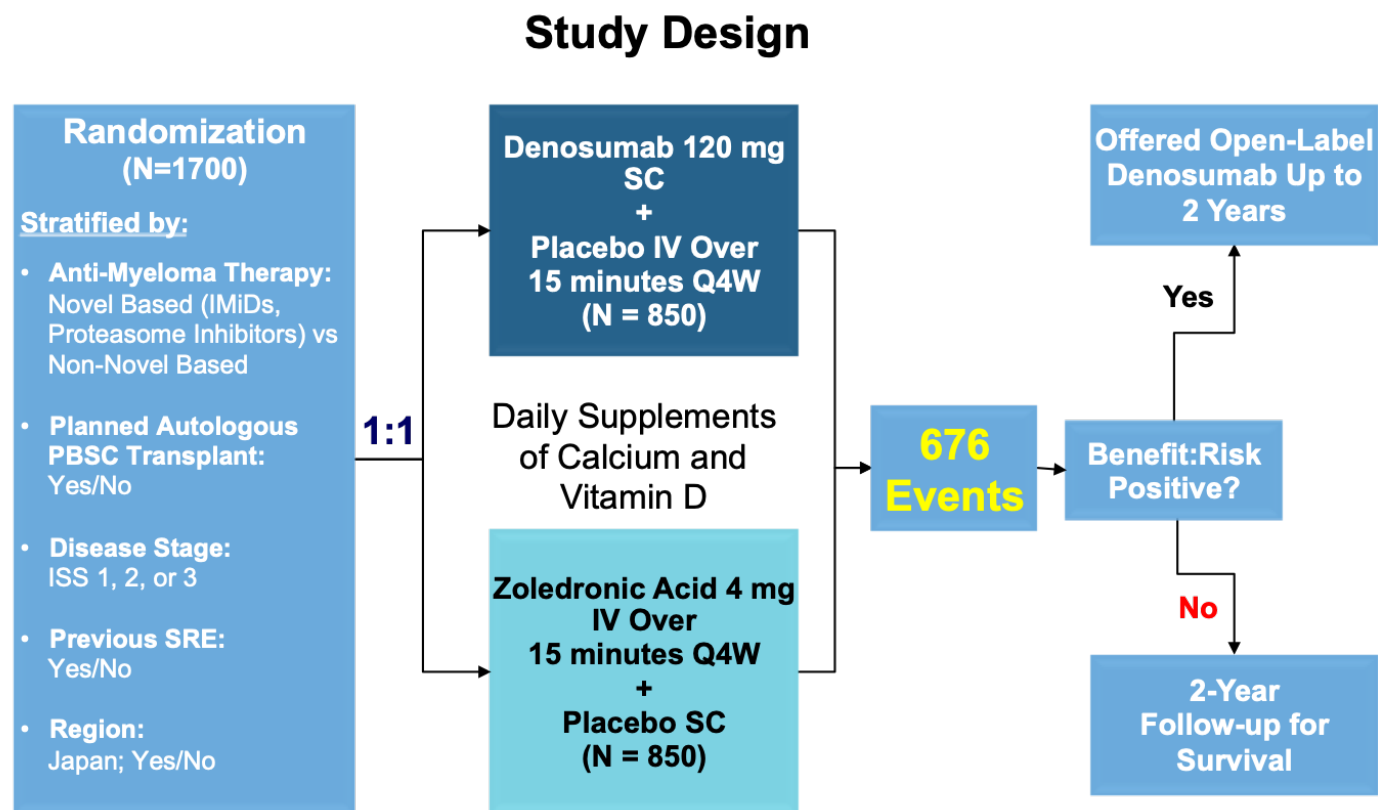 Study Design
Randomization
(N=1700)
Stratified by:
• Anti-Myeloma Therapy:
Novel Based (IMiDs,
Proteasome Inhibitors) vs
Non-Novel Based
• Planned Autologous
PBSC Transplant:
Yes/No
• Disease Stage:
ISS 1, 2, or 3
• Previous SRE:
Yes/No
• Region:
Japan; Yes/No
1:1
Denosumab 120 mg
SC
+
Placebo IV Over
15 minutes Q4W
(N = 850)
Daily Supplements
of Calcium and
Vitamin D
Zoledronic Acid 4 mg
IV Over
15 minutes Q4W
+
Placebo SC
(N = 850)
676
Events
Benefit:Risk
Positive?
Yes
Offered Open-Label
Denosumab Up to
2 Years
No
2-Year
Follow-up for
Survival